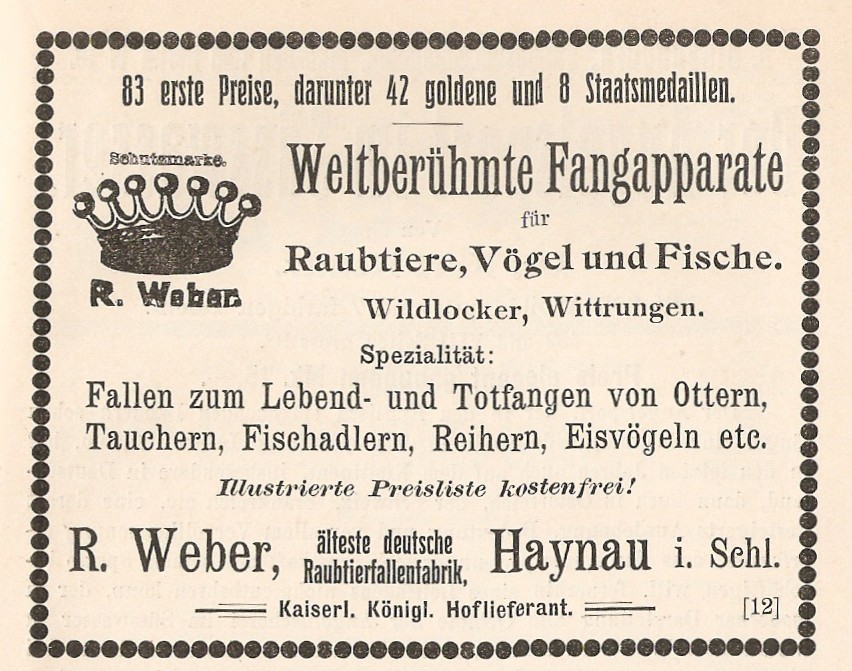 83 erste Preise, darunter 42 goldene und 8 Staatsmedaillen.
Schutzmarke.
R. Weber.
Weltberühmte Fangapparate
für
Raubtiere, Vögel und Fische.
Wildlocker, Wittrungen.
Spezialität:
Fallen zum Lebend- und Totfangen von Ottern,
Tauchern, Fischadlern, Reihern, Eisvögeln etc.
Illustrierte Preisliste kostenfrei!
R. Weber, älteste deutsche Raubtierfallenfabrik, Haynau i. Schl.
Kaiserl. Königl. Hoflieferant. [12]